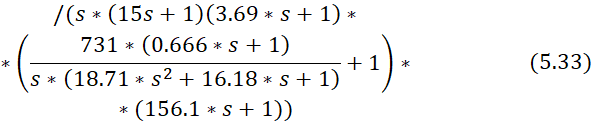 /(s * (15s + 1)(3.69 * s + 1) *
* ( 731 * (0.666 * s + 1) / s * (18.71 * s² + 16.18 * s + 1) + 1 ) * (5.33)
* (156.1 * s + 1))